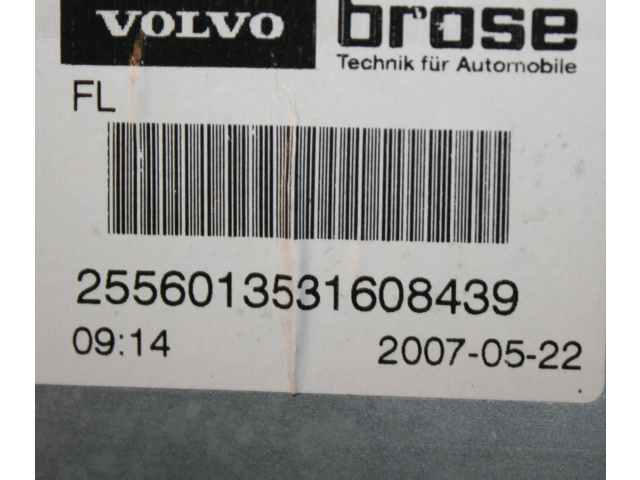 VOLVO brose
Technik für Automobile
FL
2556013531608439
09:14 2007-05-22